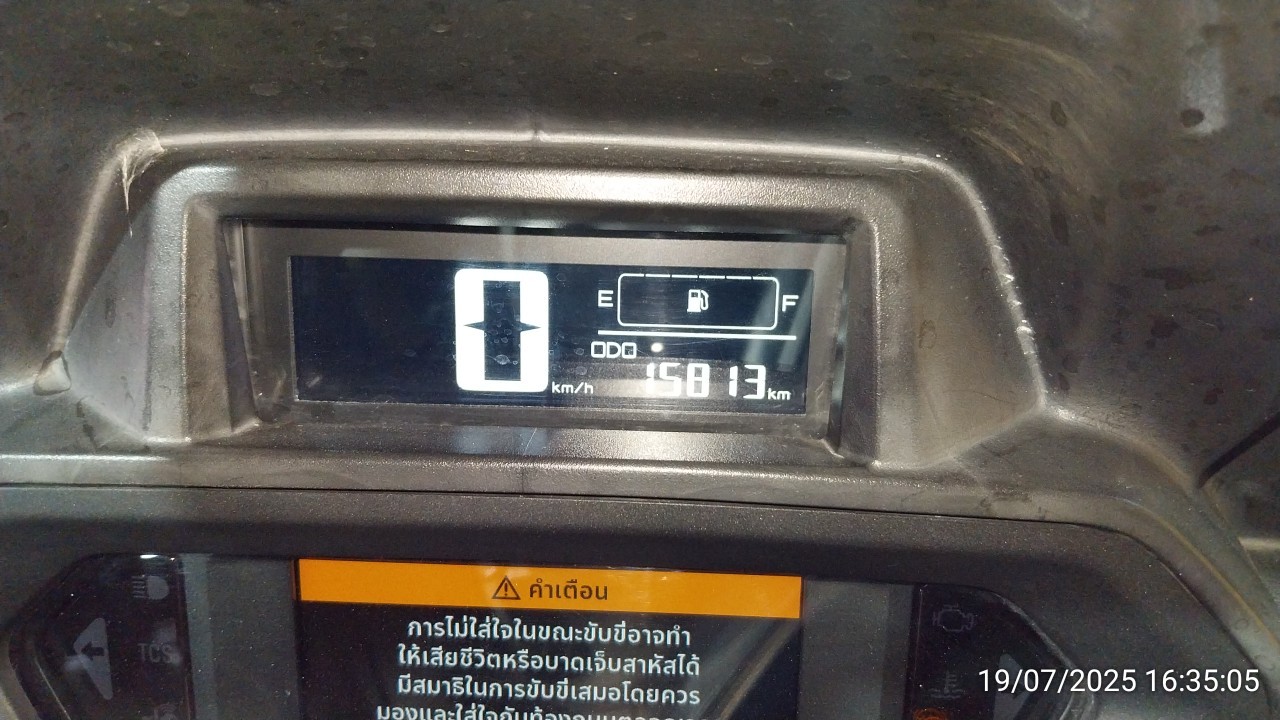 E F
ODO
0 km/h 15813 km
คำเตือน
การไม่ใส่ใจในขณะขับขี่อาจทำ
ให้เสียชีวิตหรือบาดเจ็บสาหัสได้
มีสมาธิในการขับขี่เสมอโดยควร
TCS
19/07/2025 16:35:05